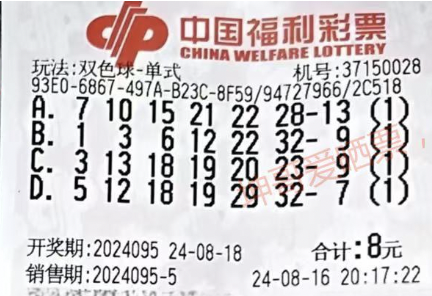 中国福利彩票
CHINA WELFARE LOTTERY
玩法:双色球-单式 机号:37150028
93E0-6867-497A-B23C-8F59/94727966/2C518
A. 7 10 15 21 22 28-13 (1)
B. 1 3 6 12 22 32- 9 (1)
C. 3 13 18 19 20 23- 9 (1)
D. 5 12 18 19 29 32- 7 (1)
开奖期:2024095 24-08-18 合计:8元
销售期:2024095-5 24-08-16 20:17:22